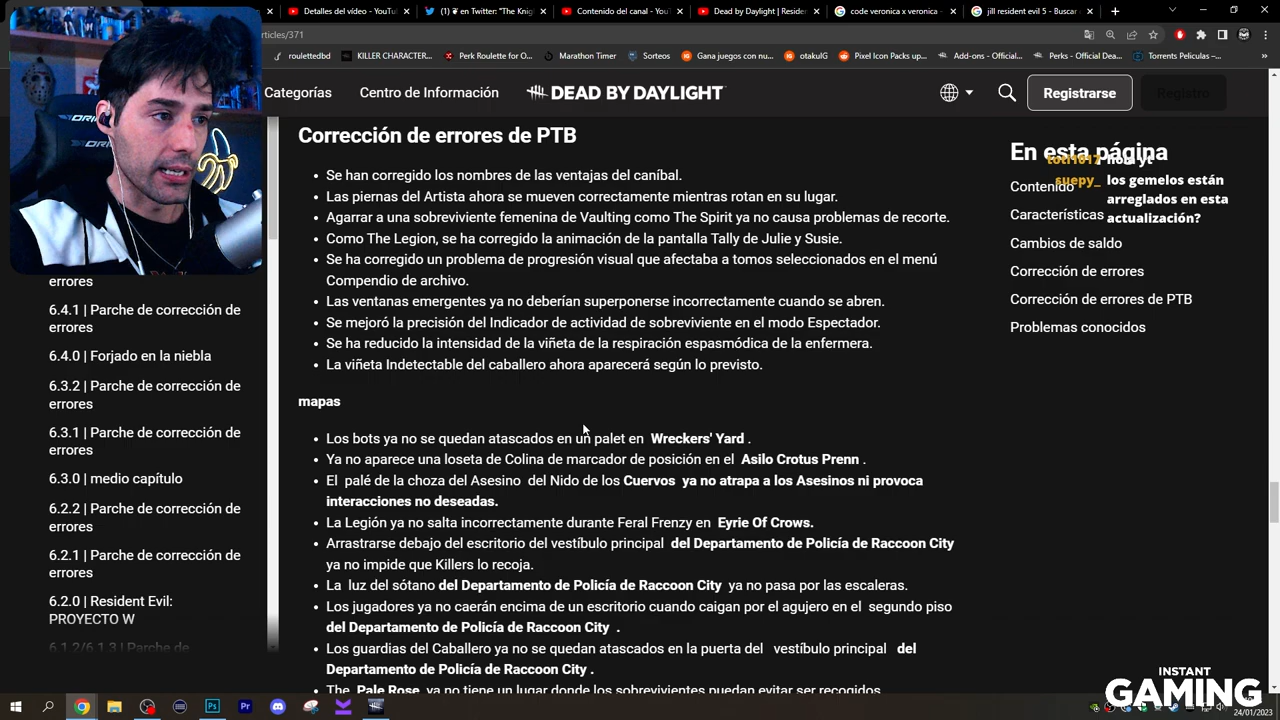 Detalles del vídeo - YouTu
(1) ❦ en Twitter: "The Knig
Contenido del canal - YouT
Dead by Daylight | Residen
code veronica x veronica -
jill resident evil 5 - Buscar
articles/371
roulettedbd
KILLER CHARACTER...
Perk Roulette for O...
Marathon Timer
Sorteos
Gana juegos con nu...
otakulG
Pixel Icon Packs up...
Add-ons - Official...
Perks - Official Dea...
Torrents Películas –...
Categorías
Centro de Información
DEAD BY DAYLIGHT
Registrarse
Registro
Corrección de errores de PTB
Se han corregido los nombres de las ventajas del caníbal.
Las piernas del Artista ahora se mueven correctamente mientras rotan en su lugar.
Agarrar a una sobreviviente femenina de Vaulting como The Spirit ya no causa problemas de recorte.
Como The Legion, se ha corregido la animación de la pantalla Tally de Julie y Susie.
Se ha corregido un problema de progresión visual que afectaba a tomos seleccionados en el menú
Compendio de archivo.
Las ventanas emergentes ya no deberían superponerse incorrectamente cuando se abren.
Se mejoró la precisión del Indicador de actividad de sobreviviente en el modo Espectador.
Se ha reducido la intensidad de la viñeta de la respiración espasmódica de la enfermera.
La viñeta Indetectable del caballero ahora aparecerá según lo previsto.
mapas
Los bots ya no se quedan atascados en un palet en Wreckers' Yard .
Ya no aparece una loseta de Colina de marcador de posición en el Asilo Crotus Prenn .
El palé de la choza del Asesino del Nido de los Cuervos ya no atrapa a los Asesinos ni provoca
interacciones no deseadas.
La Legión ya no salta incorrectamente durante Feral Frenzy en Eyrie Of Crows.
Arrastrarse debajo del escritorio del vestíbulo principal del Departamento de Policía de Raccoon City
ya no impide que Killers lo recoja.
La luz del sótano del Departamento de Policía de Raccoon City ya no pasa por las escaleras.
Los jugadores ya no caerán encima de un escritorio cuando caigan por el agujero en el segundo piso
del Departamento de Policía de Raccoon City .
Los guardias del Caballero ya no se quedan atascados en la puerta del vestíbulo principal del
Departamento de Policía de Raccoon City .
The Pale Rose ya no tiene un lugar donde los sobrevivientes puedan evitar ser recogidos
errores
6.4.1 | Parche de corrección de
errores
6.4.0 | Forjado en la niebla
6.3.2 | Parche de corrección de
errores
6.3.1 | Parche de corrección de
errores
6.3.0 | medio capítulo
6.2.2 | Parche de corrección de
errores
6.2.1 | Parche de corrección de
errores
6.2.0 | Resident Evil:
PROYECTO W
6.1.2/6.1.3 | Parche de
En esta página
Contenido
Características
Cambios de saldo
Corrección de errores
Corrección de errores de PTB
Problemas conocidos
yt
suepy_ los gemelos están
arreglados en esta
actualización?
INSTANT
GAMING
24/01/2023